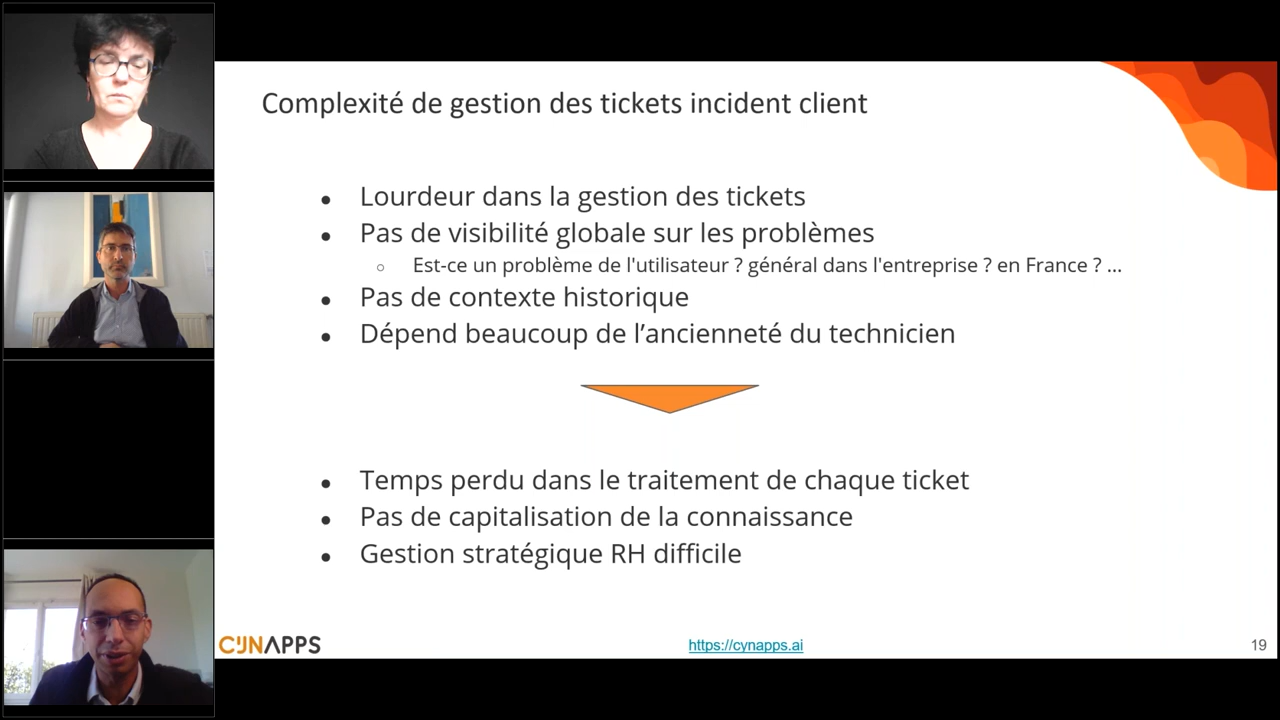 Complexité de gestion des tickets incident client
● Lourdeur dans la gestion des tickets
● Pas de visibilité globale sur les problèmes
○ Est-ce un problème de l'utilisateur ? général dans l'entreprise ? en France ? ...
● Pas de contexte historique
● Dépend beaucoup de l’ancienneté du technicien
● Temps perdu dans le traitement de chaque ticket
● Pas de capitalisation de la connaissance
● Gestion stratégique RH difficile
CYNAPPS
https://cynapps.ai
19